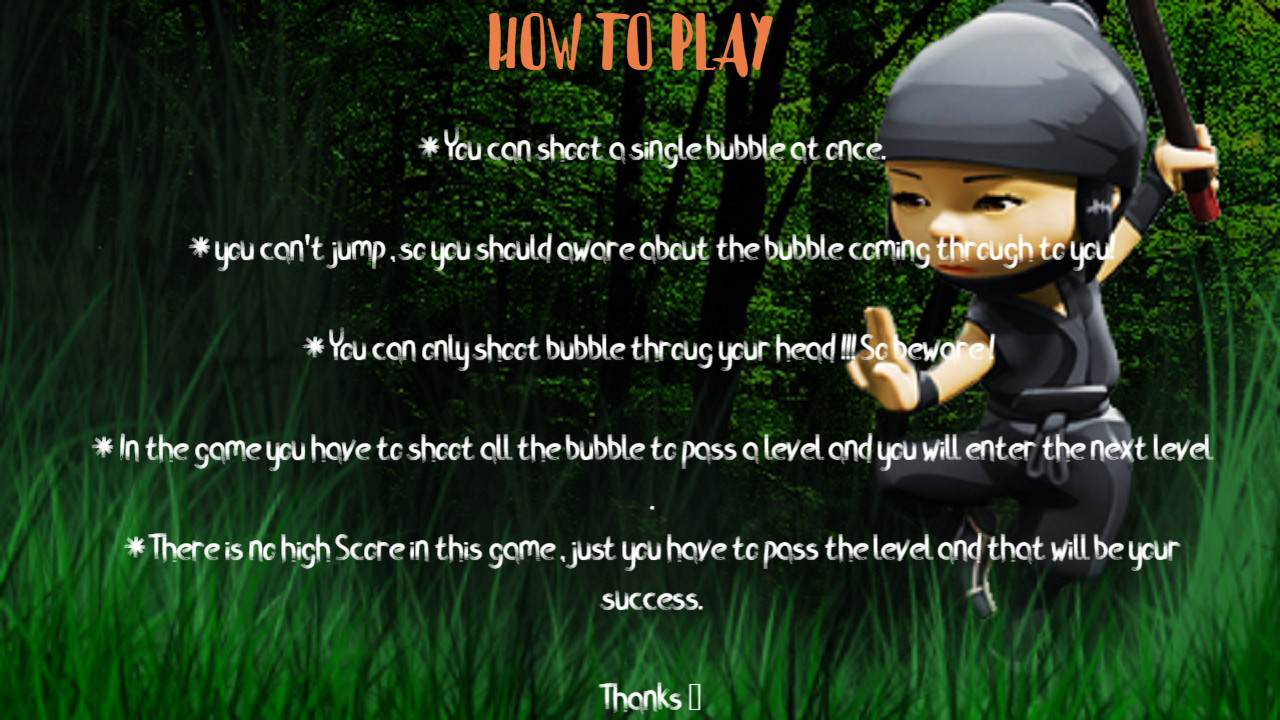 HOW TO PLAY
* You can shoot a single bubble at once.
* you can't jump , so you should aware about the bubble coming through to you!
* You can only shoot bubble throug your head !!! So beware !
* In the game you have to shoot all the bubble to pass a level and you will enter the next level
.
* There is no high Score in this game , just you have to pass the level and that will be your
success.
Thanks